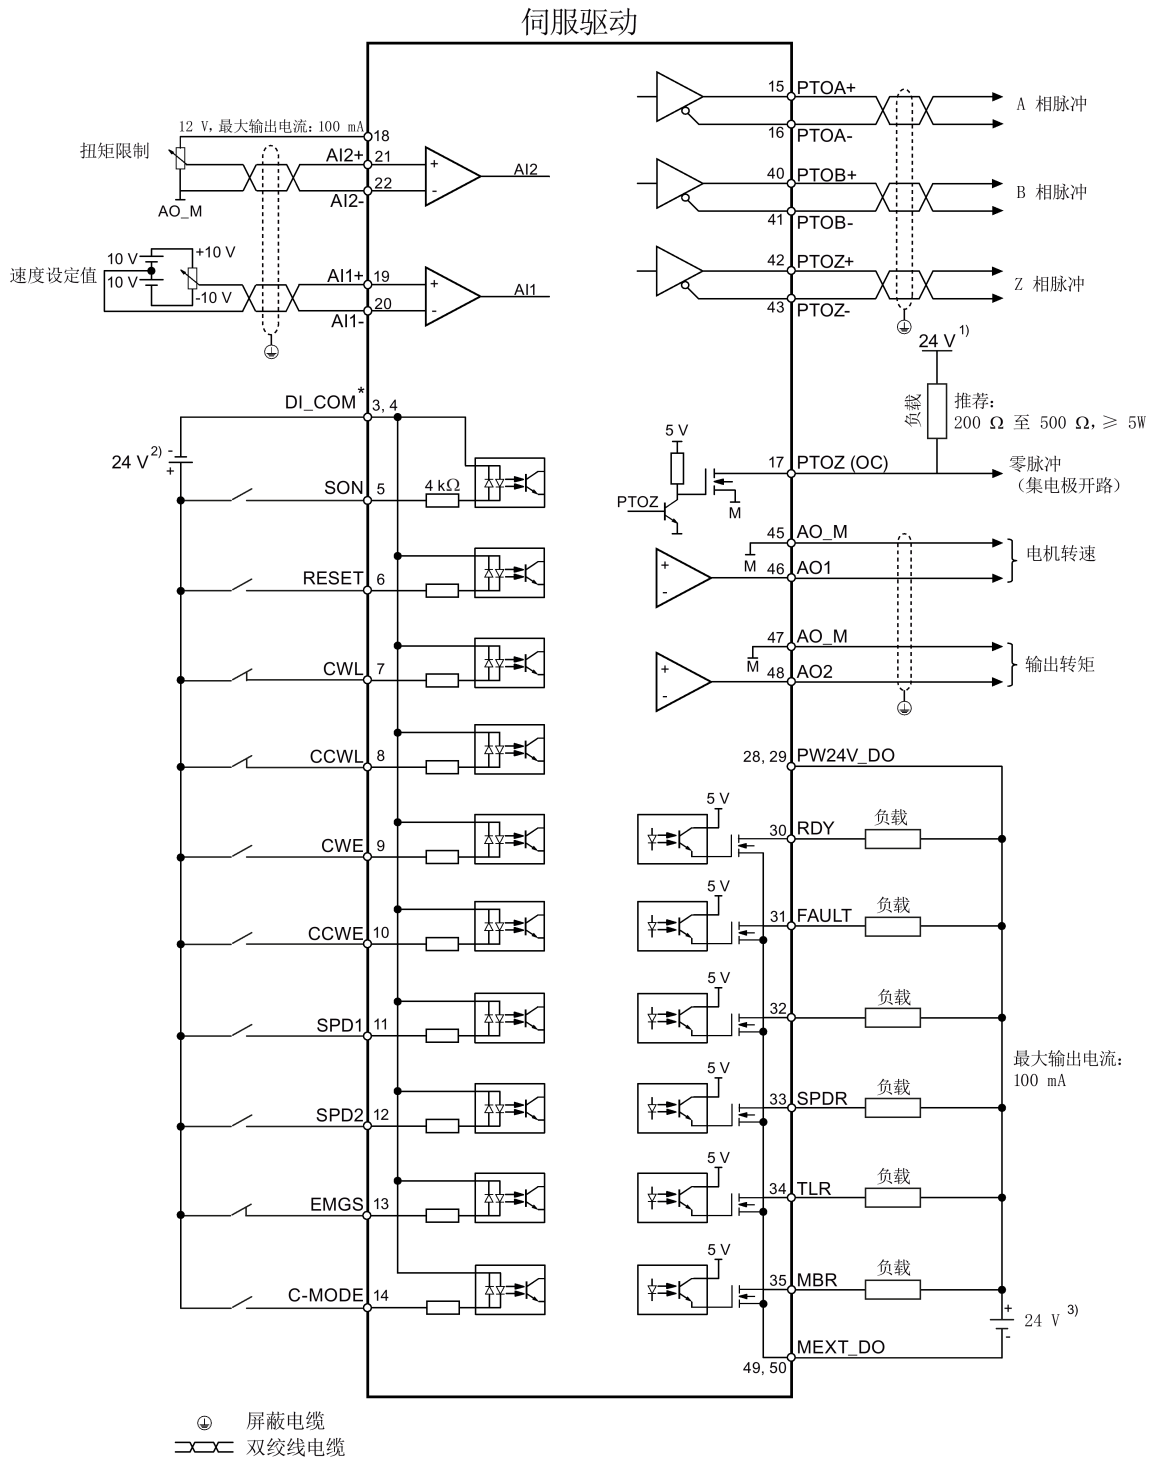 伺服驱动
12 V，最大输出电流：100 mA
18
扭矩限制
AI2+
21
22
AI2-
AO_M
+
-
AI2
速度设定值
10 V
10 V
+10 V
-10 V
AI1+
19
20
AI1-
+
-
AI1
DI_COM*
3, 4
24 V 2)
-
+
SON
5
4 kΩ
RESET
6
CWL
7
CCWL
8
CWE
9
CCWE
10
SPD1
11
SPD2
12
EMGS
13
C-MODE
14
15
PTOA+
16
PTOA-
A 相脉冲
40
PTOB+
41
PTOB-
B 相脉冲
42
PTOZ+
43
PTOZ-
Z 相脉冲
24 V 1)
负载
推荐：
200 Ω 至 500 Ω，≥ 5W
5 V
PTOZ
M
17
PTOZ (OC)
零脉冲
（集电极开路）
45
AO_M
M
46
AO1
+
-
电机转速
47
AO_M
M
48
AO2
+
-
输出转矩
28, 29
PW24V_DO
5 V
30
RDY
负载
5 V
31
FAULT
负载
5 V
32
负载
最大输出电流：
100 mA
5 V
33
SPDR
负载
5 V
34
TLR
负载
5 V
35
MBR
负载
+
24 V 3)
-
MEXT_DO
49, 50
屏蔽电缆
双绞线电缆